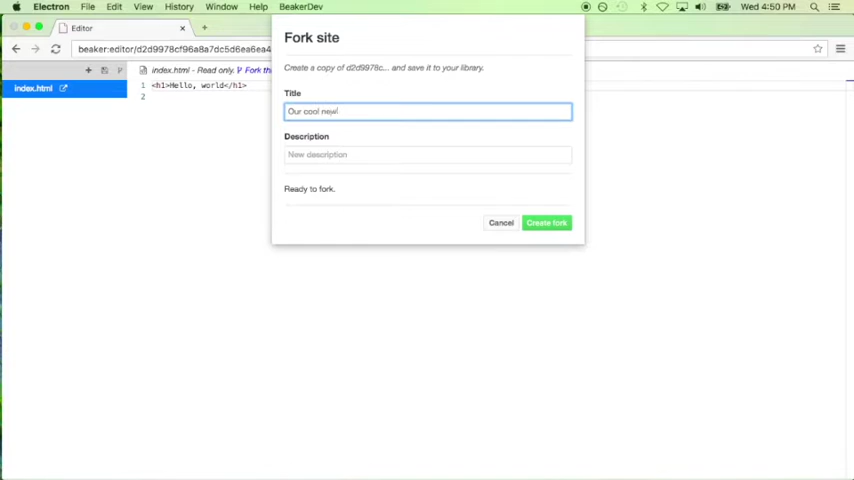 Electron File Edit View History Window Help BeakerDev Wed 4:50 PM
Editor
beaker:editor/d2d9978cf96a8a7dc5d6ea6ea4
index.html - Read only. Fork th
index.html
1 <h1>Hello, world</h1>
2
Fork site
Create a copy of d2d9978c... and save it to your library.
Title
Our cool new
Description
New description
Ready to fork.
Cancel Create fork